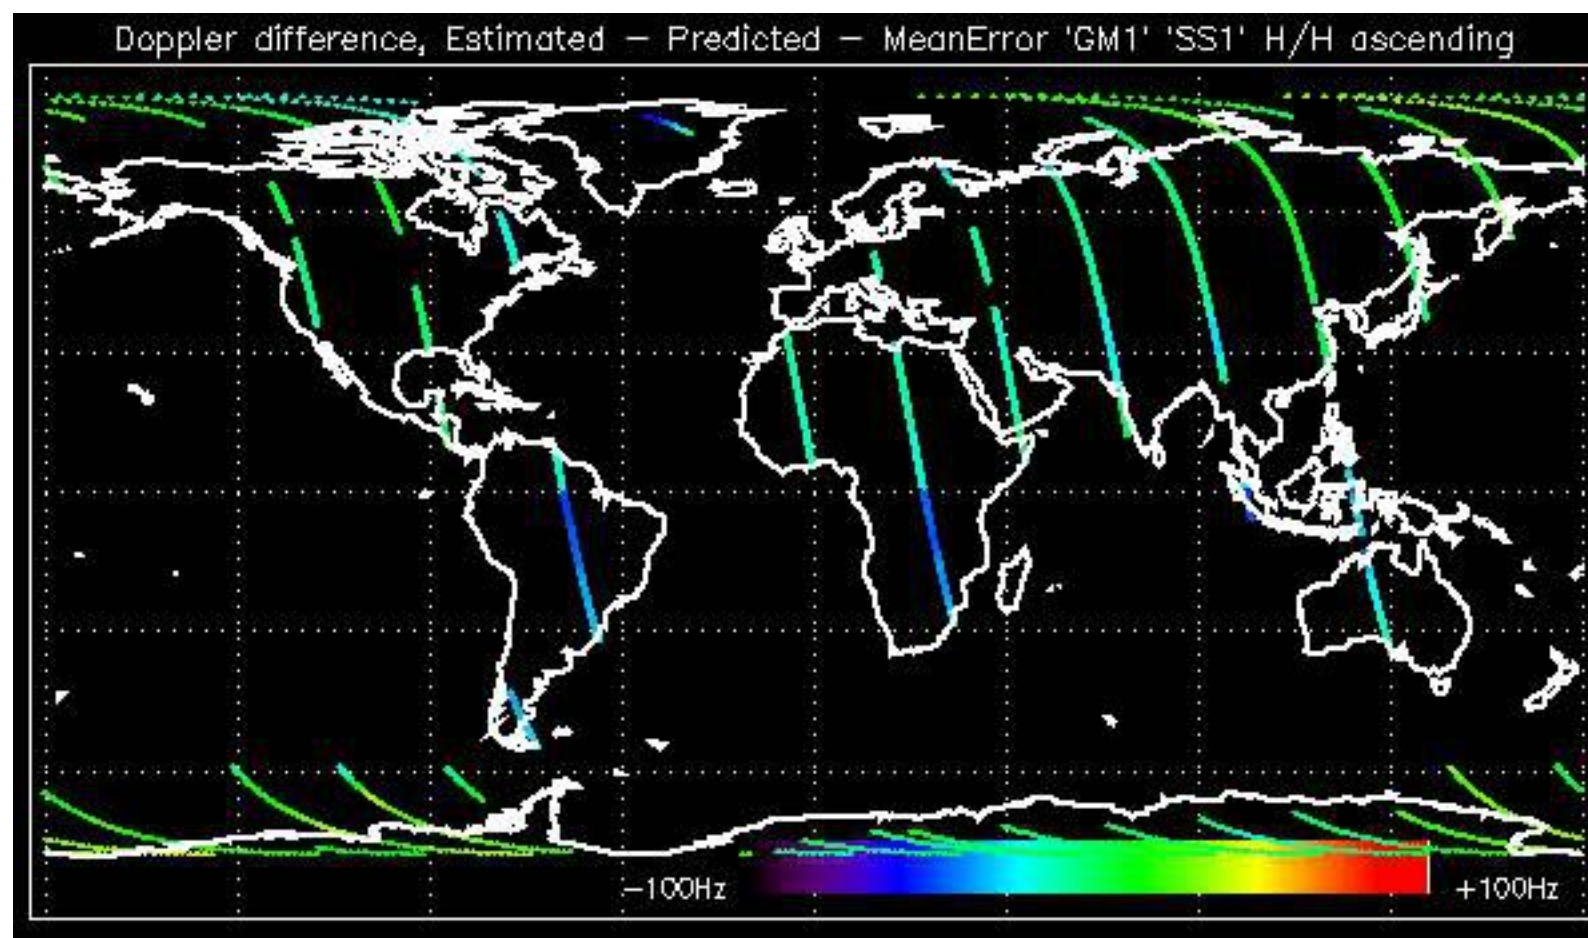 Doppler difference, Estimated – Predicted – MeanError 'GM1' 'SS1' H/H ascending
–100Hz +100Hz